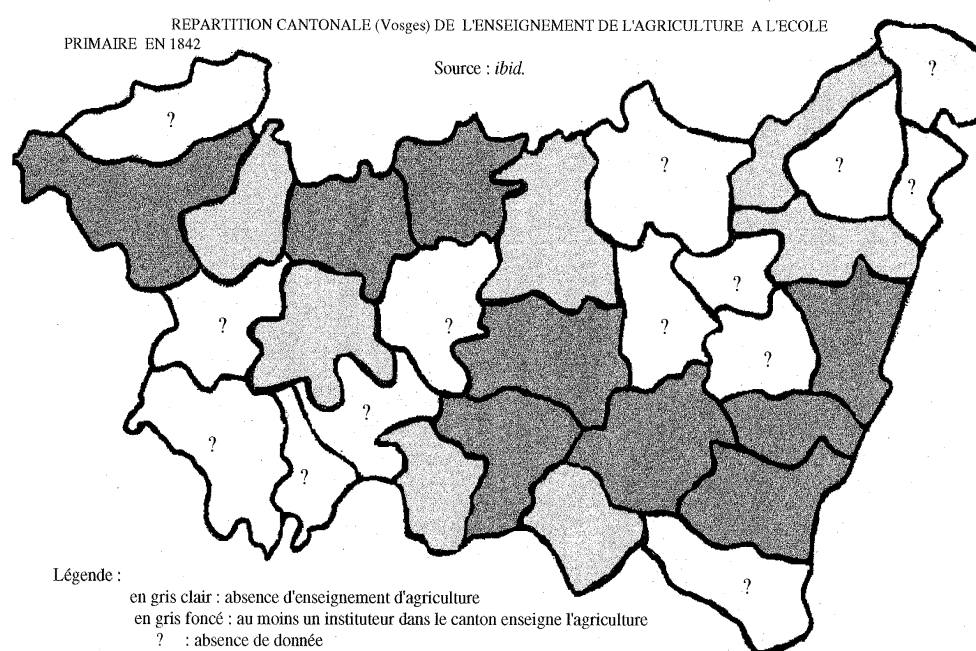 REPARTITION CANTONALE (Vosges) DE L'ENSEIGNEMENT DE L'AGRICULTURE A L'ECOLE
PRIMAIRE EN 1842
Source : ibid.
?
?
?
?
?
?
?
?
?
?
?
?
?
?
Légende :
en gris clair : absence d'enseignement d'agriculture
en gris foncé : au moins un instituteur dans le canton enseigne l'agriculture
? : absence de donnée